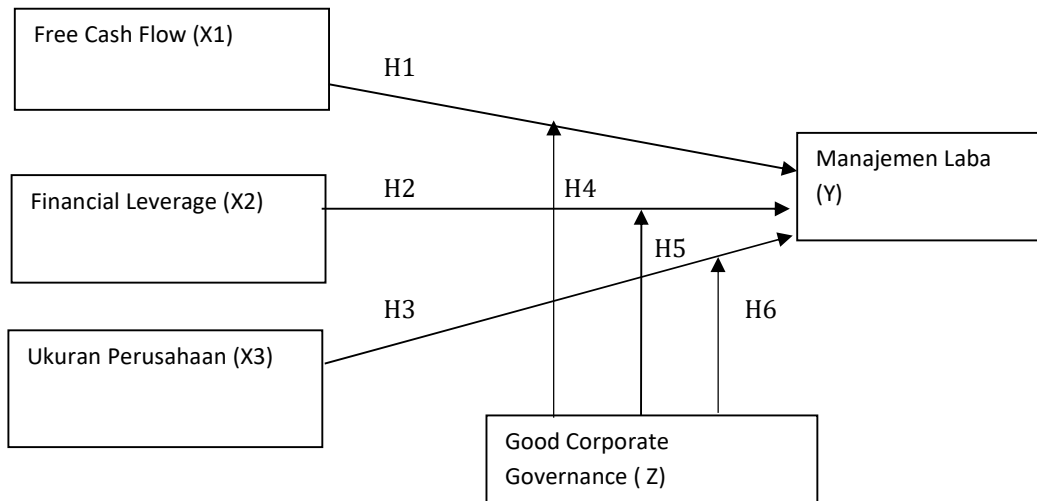 Free Cash Flow (X1)
H1
Manajemen Laba
(Y)
Financial Leverage (X2)
H2
H4
H5
H3
H6
Ukuran Perusahaan (X3)
Good Corporate
Governance ( Z)